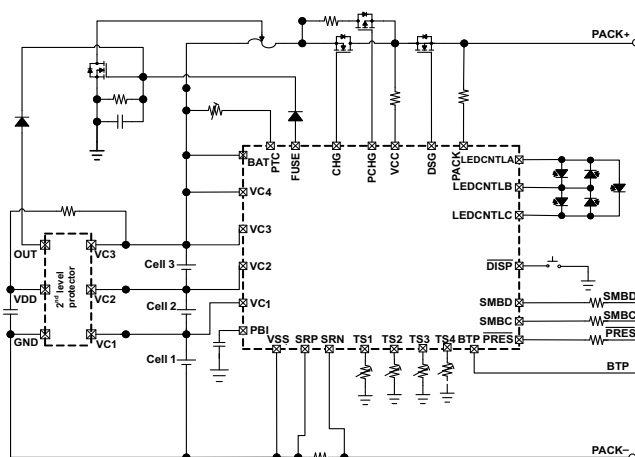 PACK+
BAT
PTC
FUSE
CHG
PCHG
VCC
DSG
PACK
LEDCNTLA
LEDCNTLB
LEDCNTLC
VC4
VC3
VC2
VC1
PBI
DISP
SMBD
SMBC
PRES
SMBD
SMBC
PRES
OUT
VDD
GND
2nd level
protector
VC3
VC2
VC1
Cell 3
Cell 2
Cell 1
VSS
SRP
SRN
TS1
TS2
TS3
TS4
BTP
BTP
PACK–